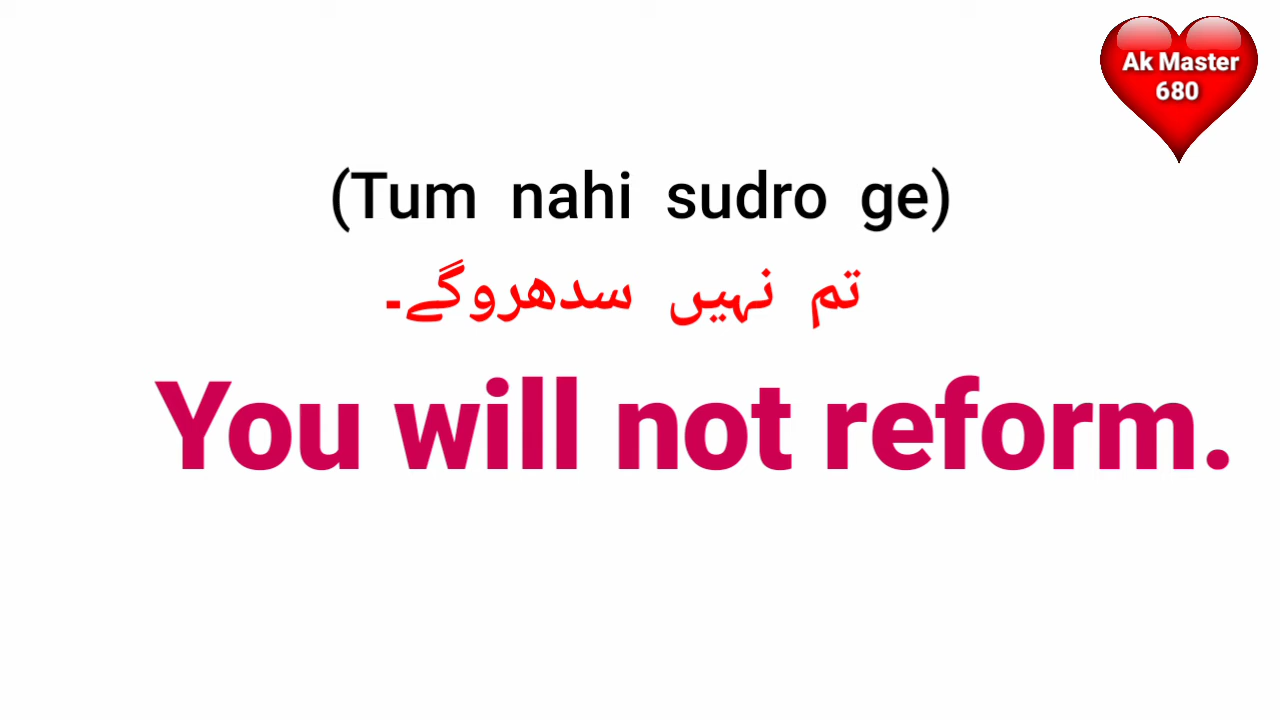 Ak Master
680
(Tum nahi sudro ge)
تم نہیں سدھروگے۔
You will not reform.